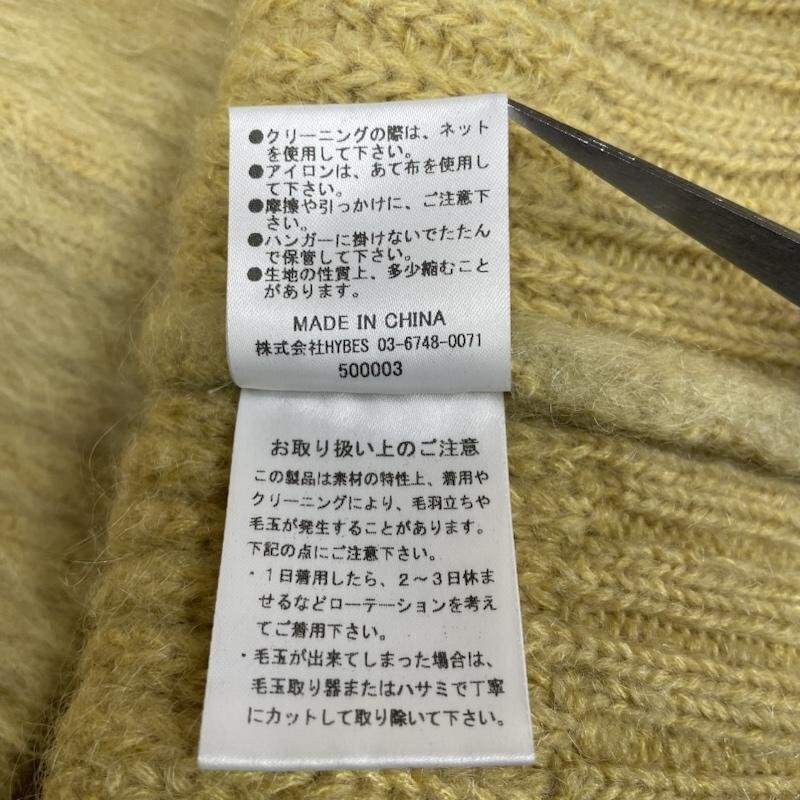 ●クリーニングの際は、ネット
を使用して下さい。
●アイロンは、あて布を使用し
て下さい。
●摩擦や引っかけに、ご注意下
さい。
●ハンガーに掛けないでたたん
で保管して下さい。
●生地の性質上、多少縮むこと
があります。
MADE IN CHINA
株式会社HYBES 03-6748-0071
500003
お取り扱い上のご注意
この製品は素材の特性上、着用や
クリーニングにより、毛羽立ちや
毛玉が発生することがあります。
下記の点にご注意下さい。
・1日着用したら、2～3日休ま
せるなどローテーションを考え
てご着用下さい。
・毛玉が出来てしまった場合は、
毛玉取り器またはハサミで丁寧
にカットして取り除いて下さい。